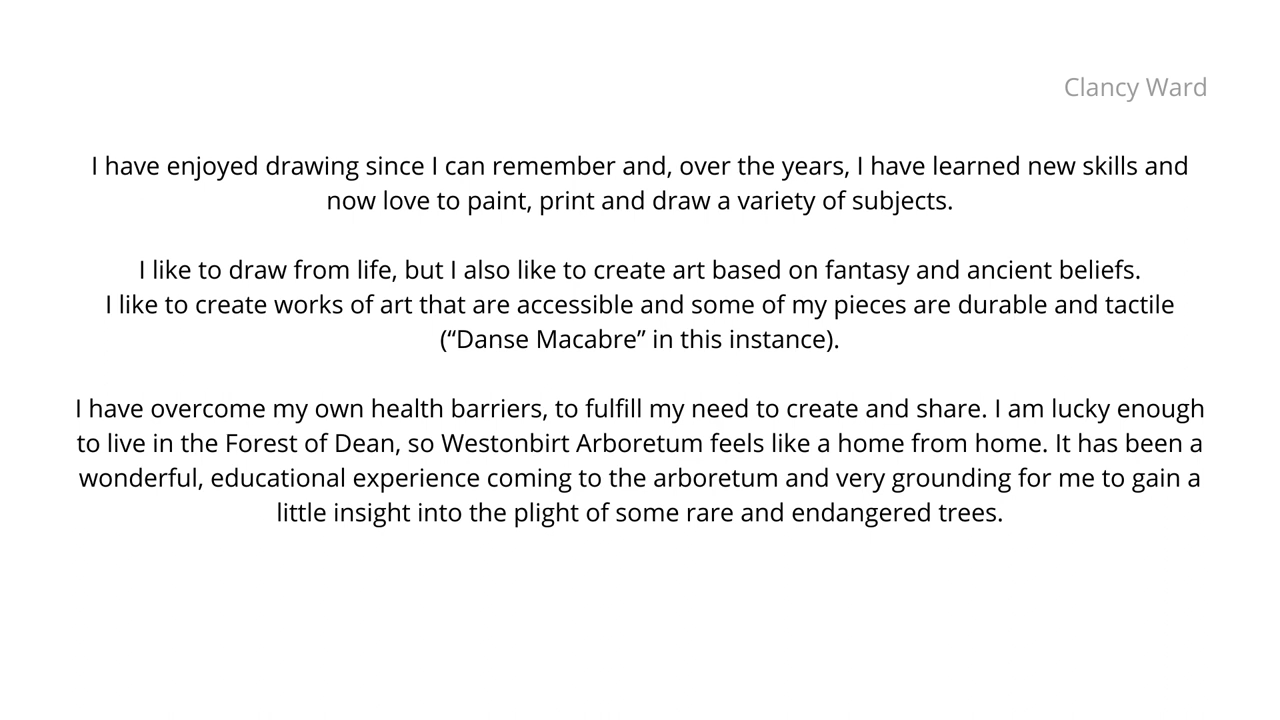 Clancy Ward
I have enjoyed drawing since I can remember and, over the years, I have learned new skills and
now love to paint, print and draw a variety of subjects.
I like to draw from life, but I also like to create art based on fantasy and ancient beliefs.
I like to create works of art that are accessible and some of my pieces are durable and tactile
(“Danse Macabre” in this instance).
I have overcome my own health barriers, to fulfill my need to create and share. I am lucky enough
to live in the Forest of Dean, so Westonbirt Arboretum feels like a home from home. It has been a
wonderful, educational experience coming to the arboretum and very grounding for me to gain a
little insight into the plight of some rare and endangered trees.